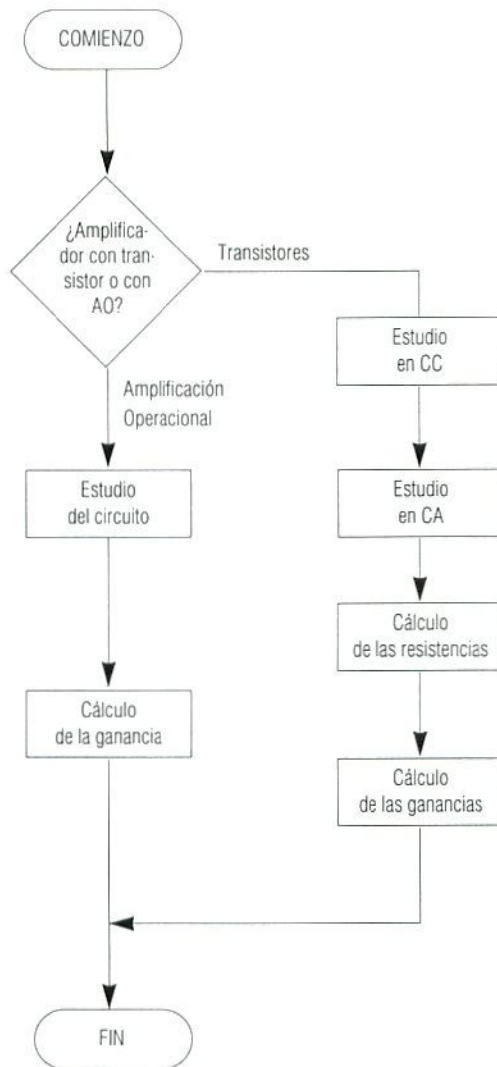 COMIENZO
¿Amplifica-
dor con tran-
sistor o con
AO?
Transistores
Estudio
en CC
Amplificación
Operacional
Estudio
del circuito
Estudio
en CA
Cálculo
de las resistencias
Cálculo
de la ganancia
Cálculo
de las ganancias
FIN